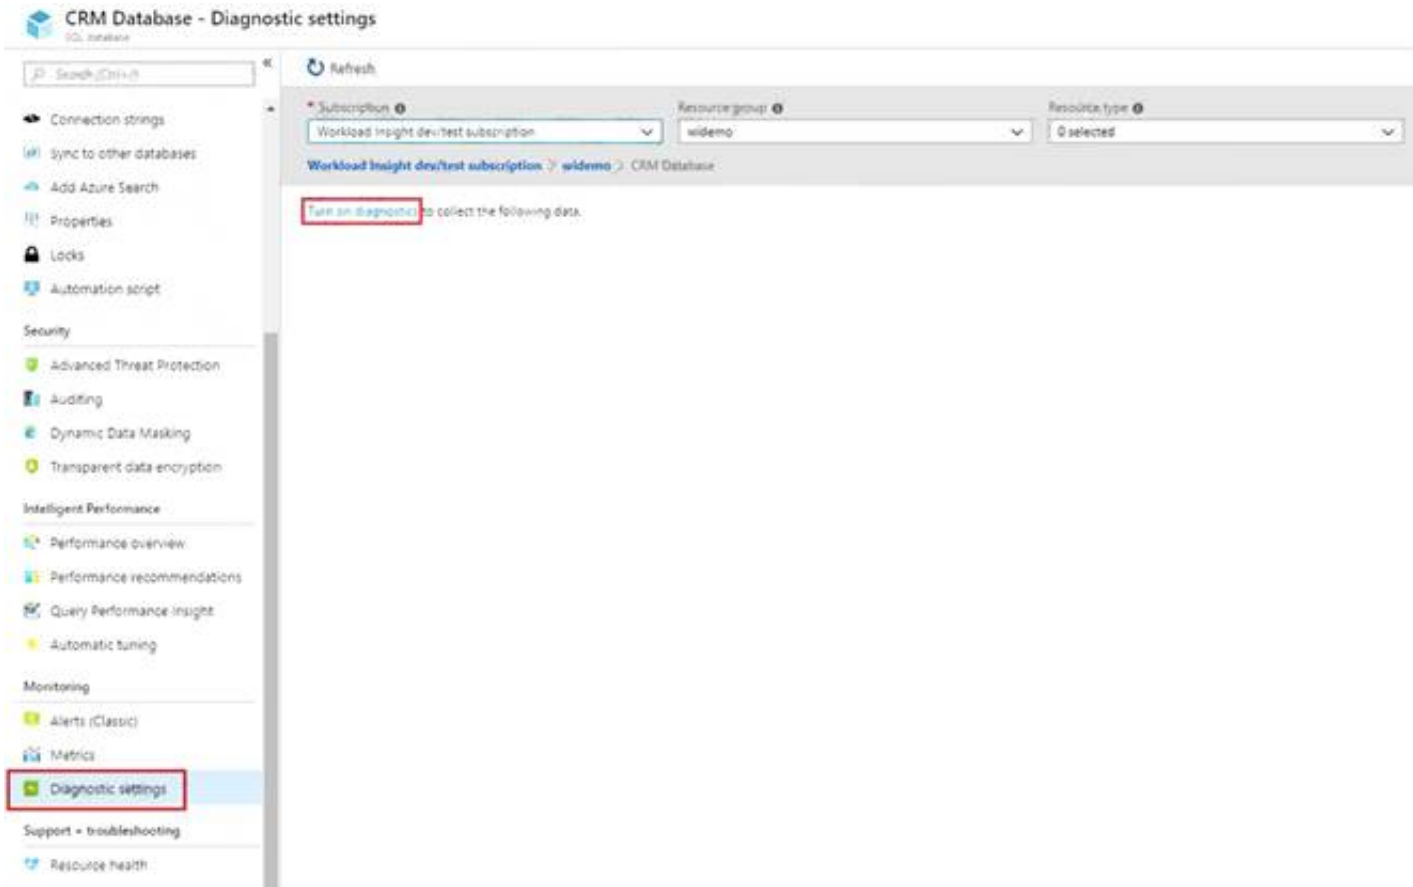 CRM Database - Diagnostic settings
SQL database
Search (Ctrl+/)
«
Connection strings
Sync to other databases
Add Azure Search
Properties
Locks
Automation script
Security
Advanced Threat Protection
Auditing
Dynamic Data Masking
Transparent data encryption
Intelligent Performance
Performance overview
Performance recommendations
Query Performance Insight
Automatic tuning
Monitoring
Alerts (Classic)
Metrics
Diagnostic settings
Support + troubleshooting
Resource health
Refresh
* Subscription
Resource group
Resource type
Workload Insight dev/test subscription
widemo
0 selected
Workload Insight dev/test subscription > widemo > CRM Database
Turn on diagnostics to collect the following data.